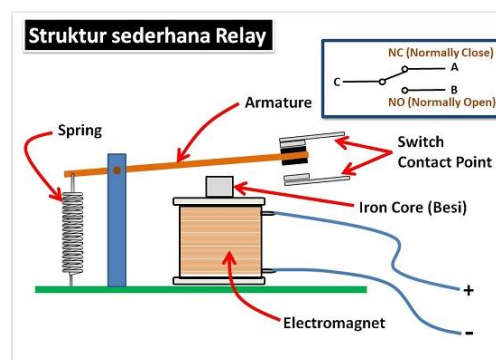 Struktur sederhana Relay
NC (Normally Close)
A
C
B
NO (Normally Open)
Armature
Spring
Switch
Contact Point
Iron Core (Besi)
+
-
Electromagnet